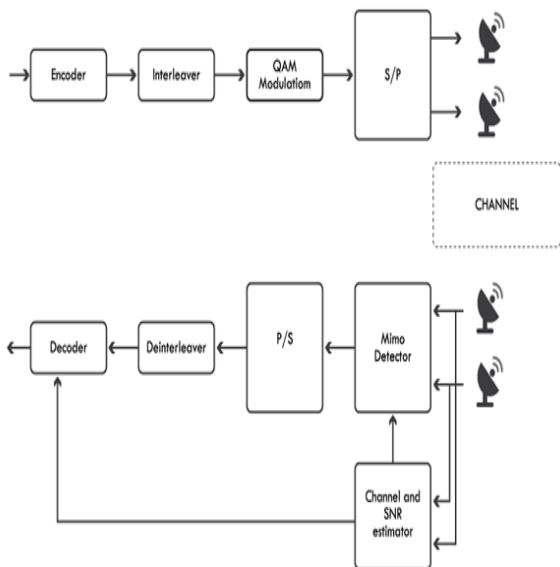 Encoder
Interleaver
QAM
Modulatiom
S/P
CHANNEL
Decoder
Deinterleaver
P/S
Mimo
Detector
Channel and
SNR
estimator